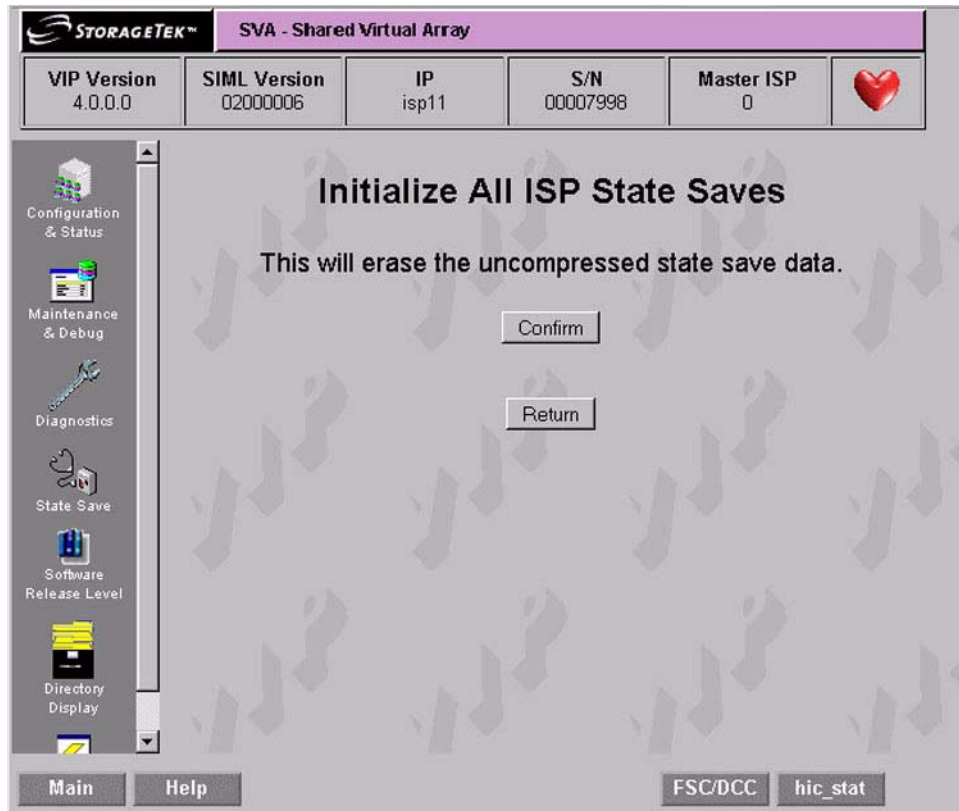 STORAGETEK™
SVA - Shared Virtual Array
VIP Version
4.0.0.0
SIML Version
02000006
IP
isp11
S/N
00007998
Master ISP
0
Configuration
& Status
Maintenance
& Debug
Diagnostics
State Save
Software
Release Level
Directory
Display
Initialize All ISP State Saves
This will erase the uncompressed state save data.
Confirm
Return
Main
Help
FSC/DCC
hic_stat